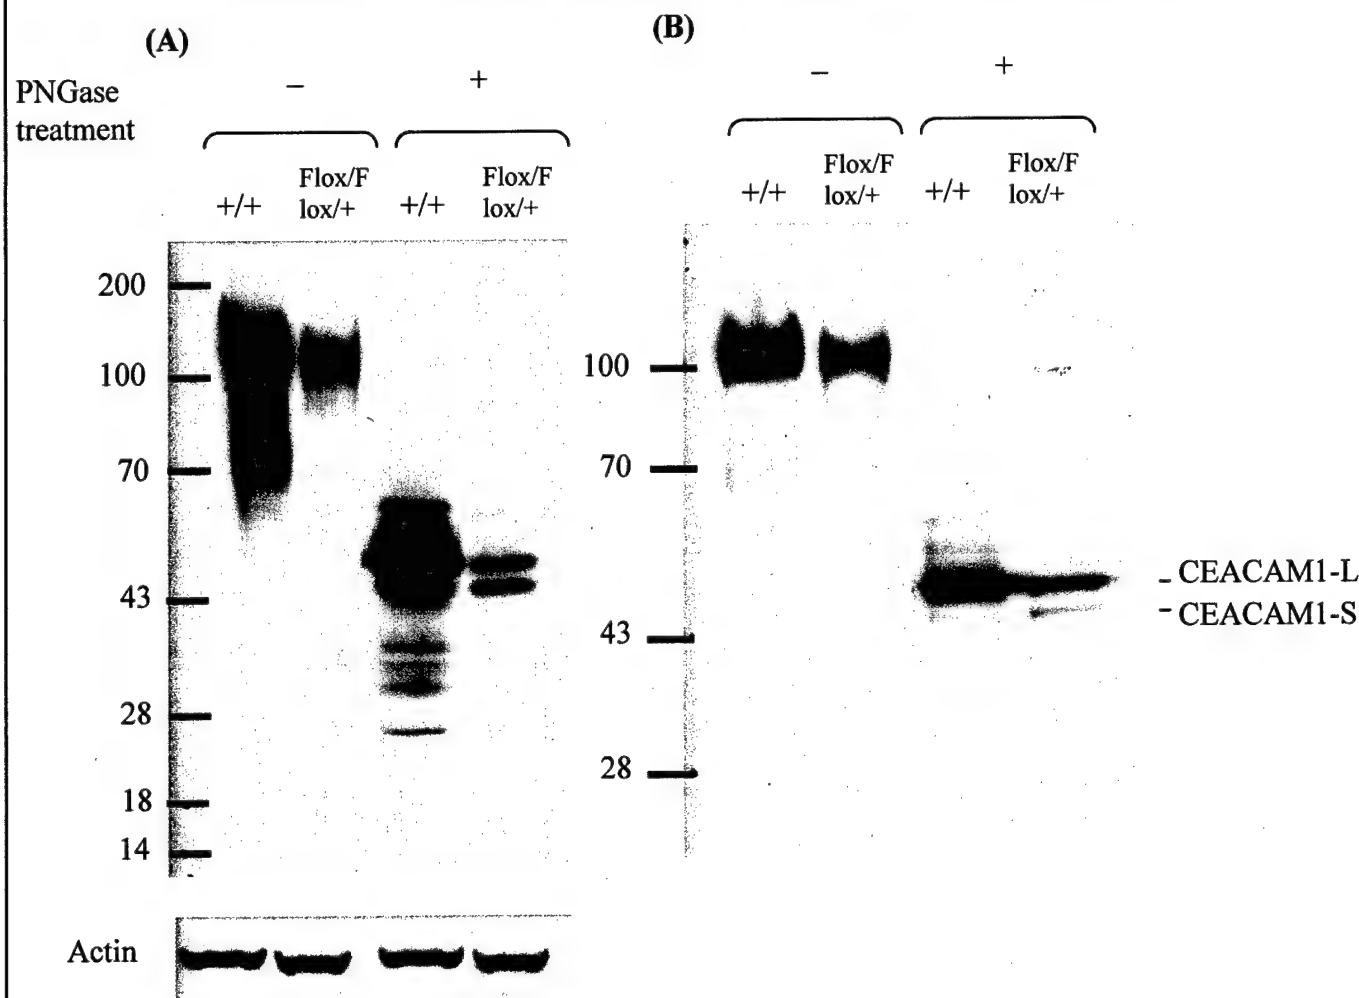 (A)
(B)
PNGase
treatment
– +
– +
+/+ Flox/F
lox/+
+/+ Flox/F
lox/+
+/+ Flox/F
lox/+
+/+ Flox/F
lox/+
200
100
70
43
28
18
14
100
70
43
28
CEACAM1-L
CEACAM1-S
Actin